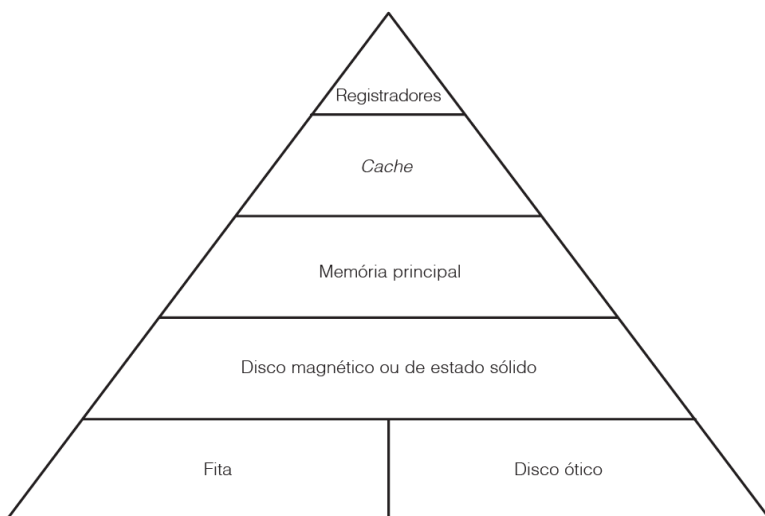 Registradores
Cache
Memória principal
Disco magnético ou de estado sólido
Fita
Disco ótico